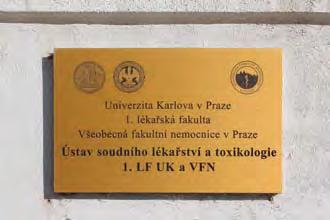 Univerzita Karlova v Praze
1. lékařská fakulta
Všeobecná fakultní nemocnice v Praze
Ústav soudního lékařství a toxikologie
1. LF UK a VFN